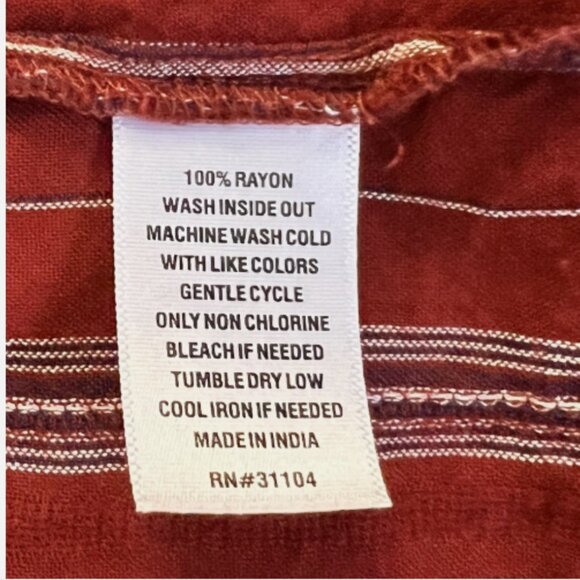 100% RAYON
WASH INSIDE OUT
MACHINE WASH COLD
WITH LIKE COLORS
GENTLE CYCLE
ONLY NON CHLORINE
BLEACH IF NEEDED
TUMBLE DRY LOW
COOL IRON IF NEEDED
MADE IN INDIA
RN#31104